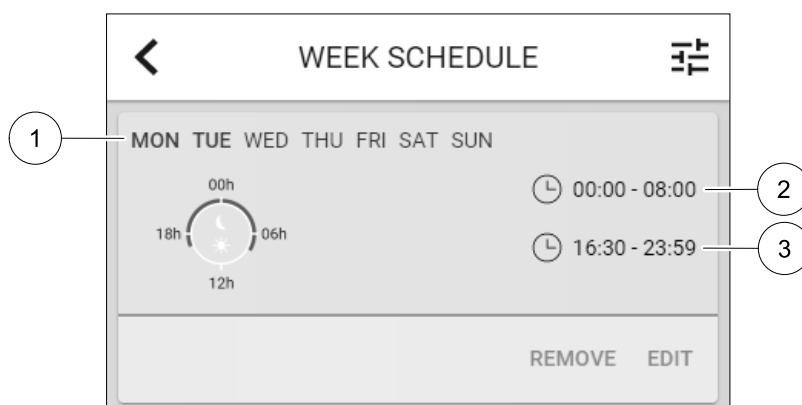 WEEK SCHEDULE
1
MON TUE WED THU FRI SAT SUN
00h
00:00 - 08:00
2
18h
06h
16:30 - 23:59
3
12h
REMOVE EDIT